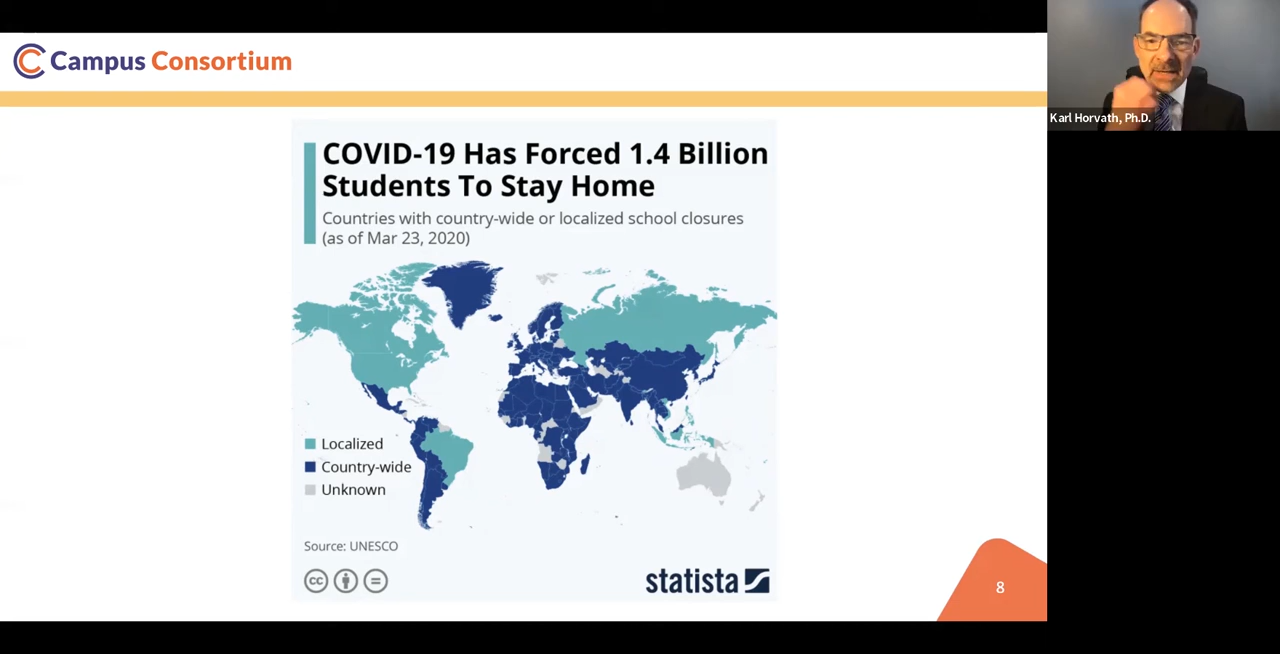 Campus Consortium
Karl Horvath, Ph.D.
COVID-19 Has Forced 1.4 Billion
Students To Stay Home
Countries with country-wide or localized school closures
(as of Mar 23, 2020)
Localized
Country-wide
Unknown
Source: UNESCO
cc
statista
8